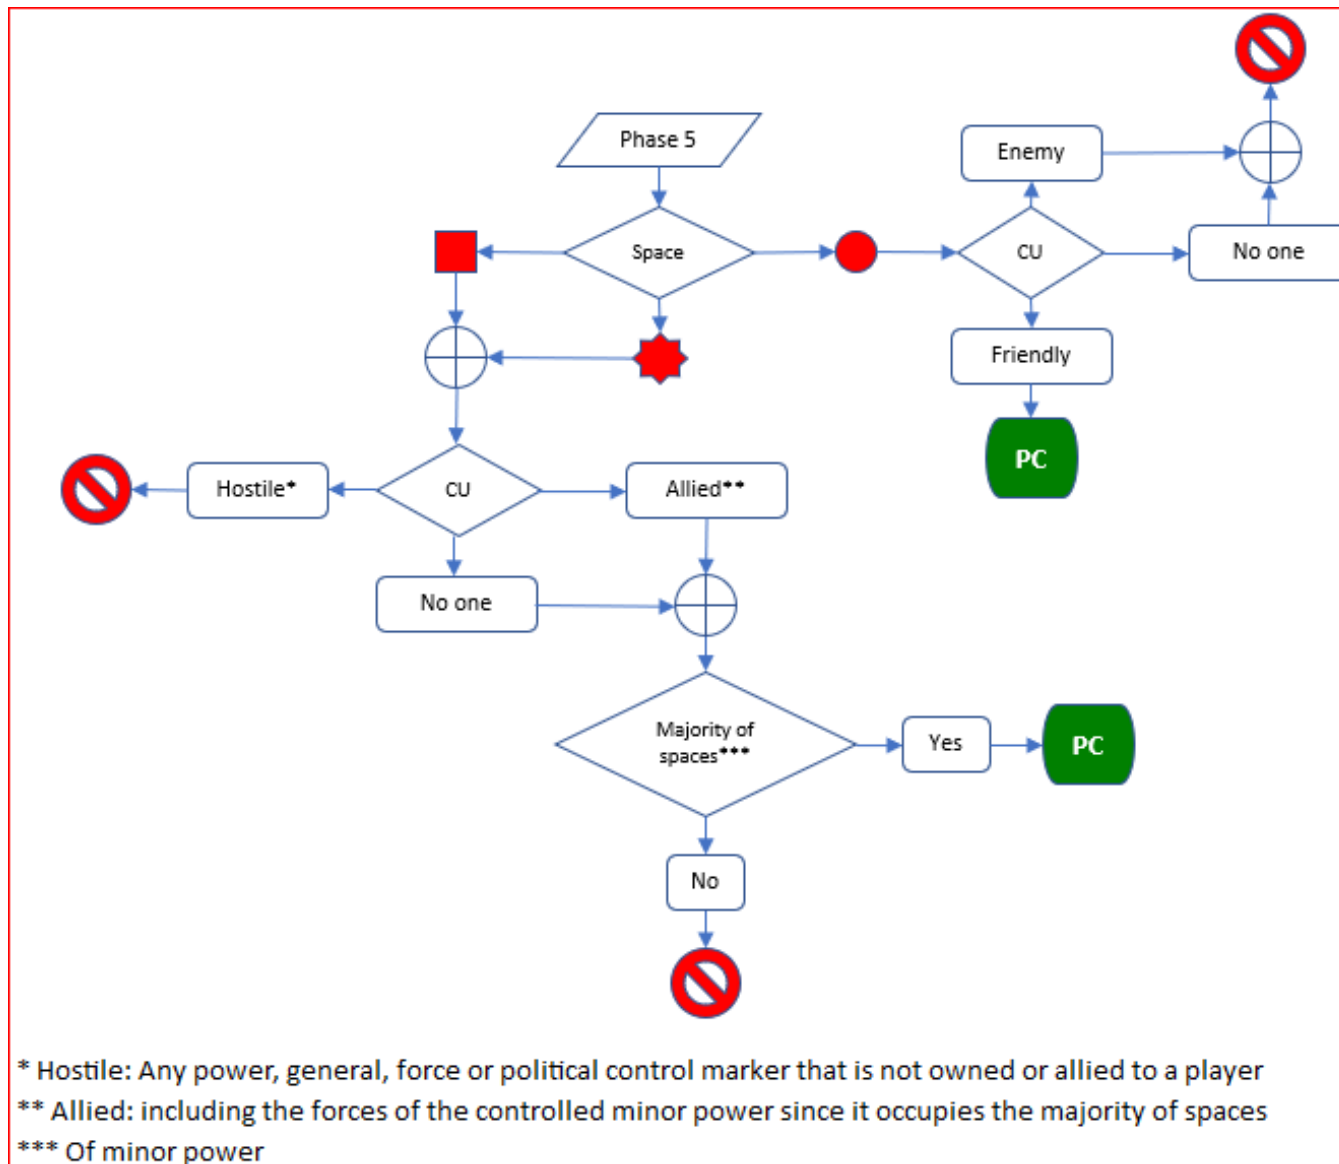 Phase 5
Enemy
Space
CU
No one
Friendly
PC
Hostile*
CU
Allied**
No one
Majority of
spaces***
Yes
PC
No
* Hostile: Any power, general, force or political control marker that is not owned or allied to a player
** Allied: including the forces of the controlled minor power since it occupies the majority of spaces
*** Of minor power